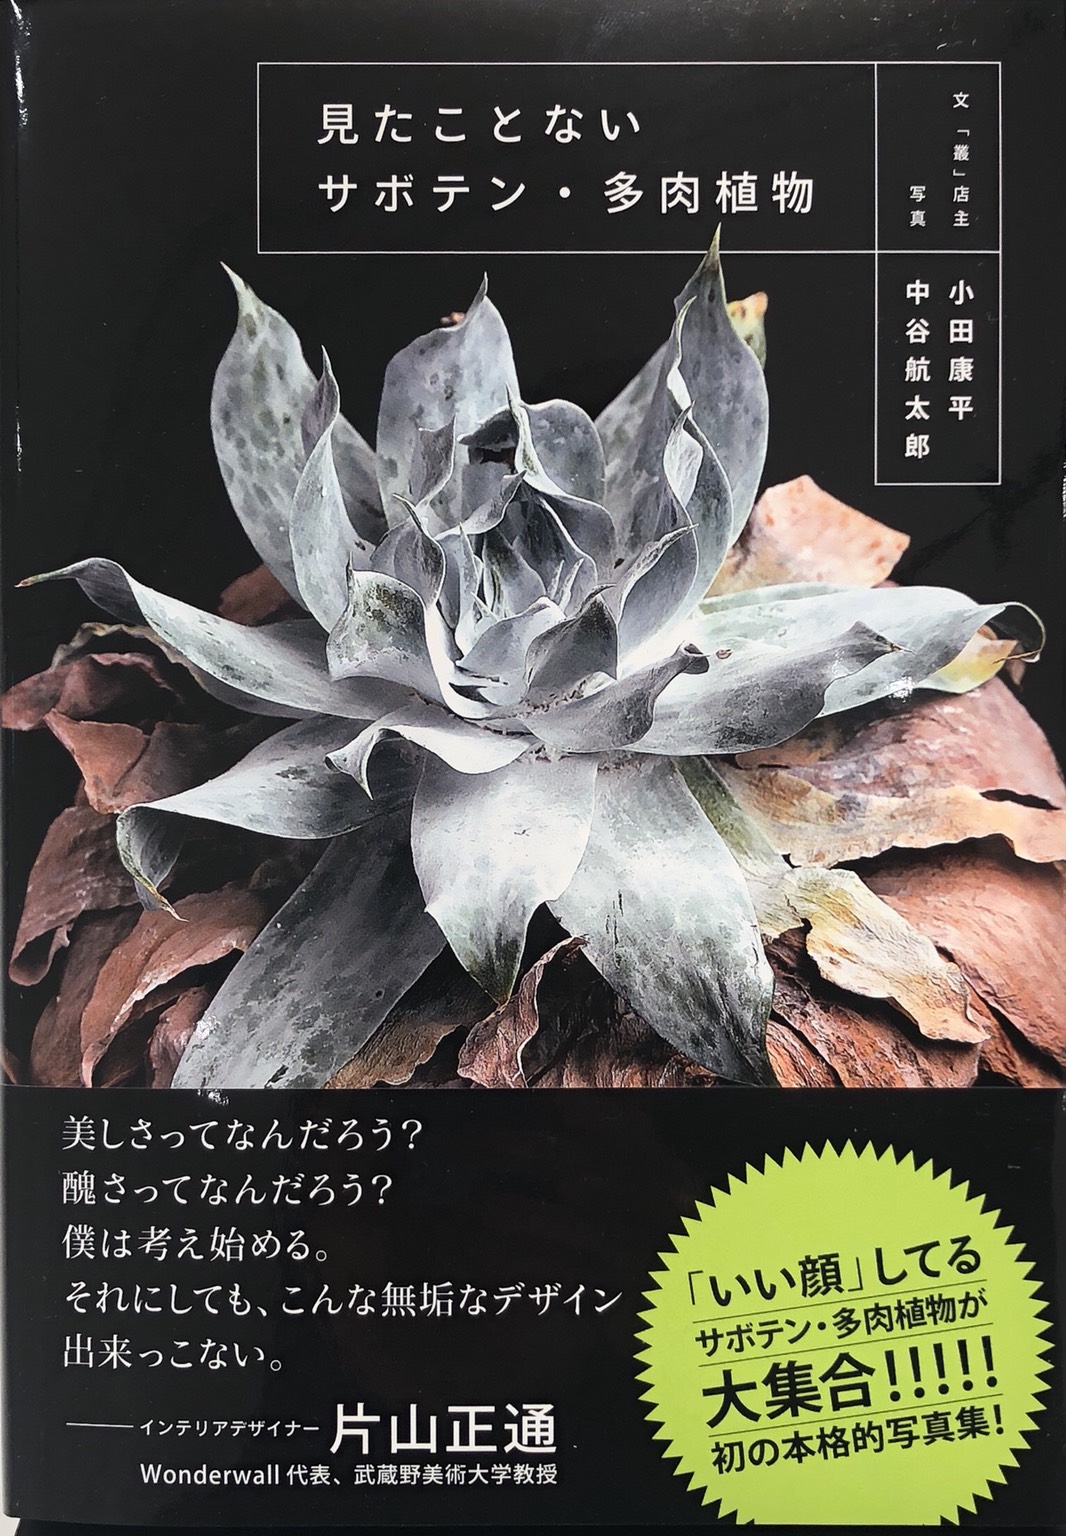 見たことない
サボテン・多肉植物
文 「叢」店主 小田康平
写真 中谷航太郎
美しさってなんだろう?
醜さってなんだろう?
僕は考え始める。
それにしても、こんな無垢なデザイン
出来っこない。
——インテリアデザイナー 片山正通
Wonderwall 代表、武蔵野美術大学教授
「いい顔」してる
サボテン・多肉植物が
大集合!!!!!
初の本格的写真集!